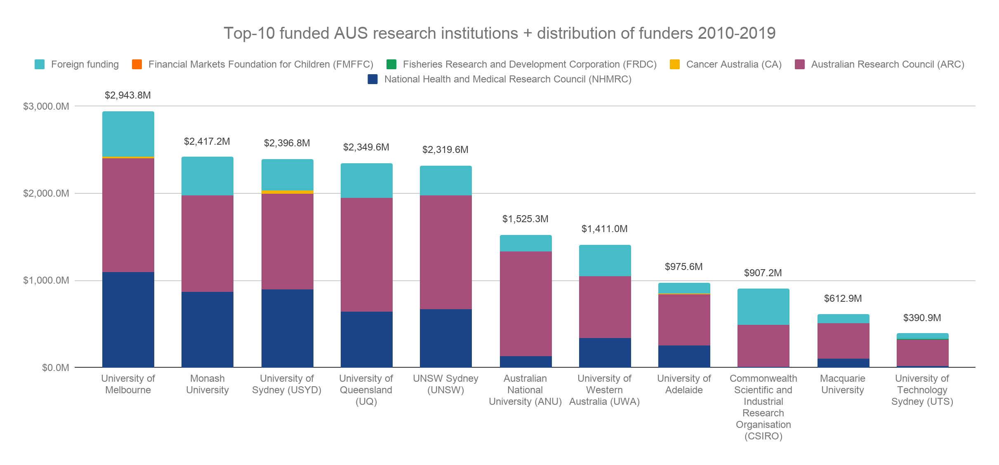 Top-10 funded AUS research institutions + distribution of funders 2010-2019
Foreign funding Financial Markets Foundation for Children (FMFFC) Fisheries Research and Development Corporation (FRDC) Cancer Australia (CA) Australian Research Council (ARC)
National Health and Medical Research Council (NHMRC)
$3,000.0M
$2,000.0M
$1,000.0M
$0.0M
$2,943.8M
$2,417.2M
$2,396.8M
$2,349.6M
$2,319.6M
$1,525.3M
$1,411.0M
$975.6M
$907.2M
$612.9M
$390.9M
University of
Melbourne
Monash
University
University of
Sydney (USYD)
University of
Queensland
(UQ)
UNSW Sydney
(UNSW)
Australian
National
University (ANU)
University of
Western
Australia (UWA)
University of
Adelaide
Commonwealth
Scientific and
Industrial
Research
Organisation
(CSIRO)
Macquarie
University
University of
Technology
Sydney (UTS)